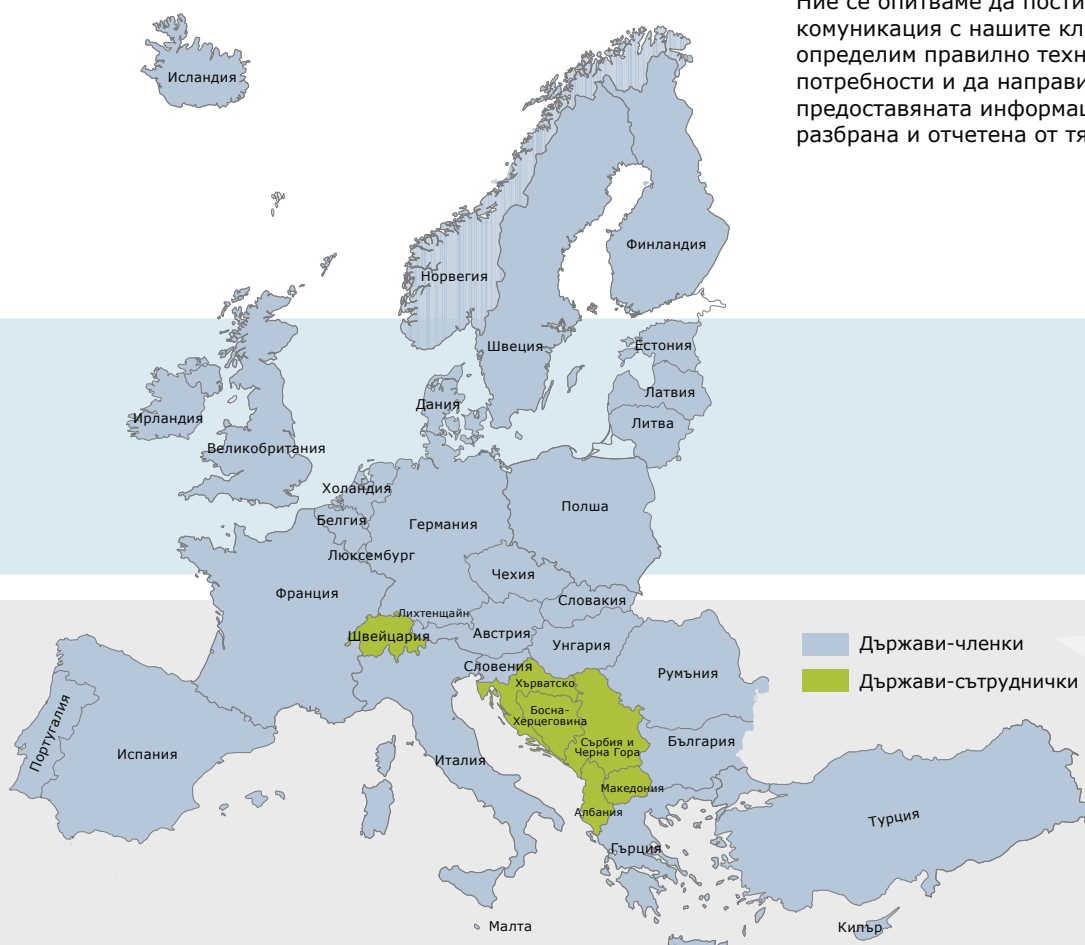 Ние се опитваме да пости
комуникация с нашите кл
определим правилно техн
потребности и да направи
предоставяната информац
разбрана и отчетена от тя
Исландия
Финландия
Норвегия
Швеция
Естония
Латвия
Дания
Ирландия
Литва
Великобритания
Холандия
Полша
Белгия
Германия
Люксембург
Чехия
Франция
Словакия
Лихтенщайн
Швейцария
Австрия
Унгария
Държави-членки
Словения
Румъния
Хърватско
Държави-сътруднички
Босна-
Херцеговина
Португалия
Испания
Сърбия и
Черна Гора
България
Италия
Македония
Албания
Турция
Гърция
Малта
Кипър